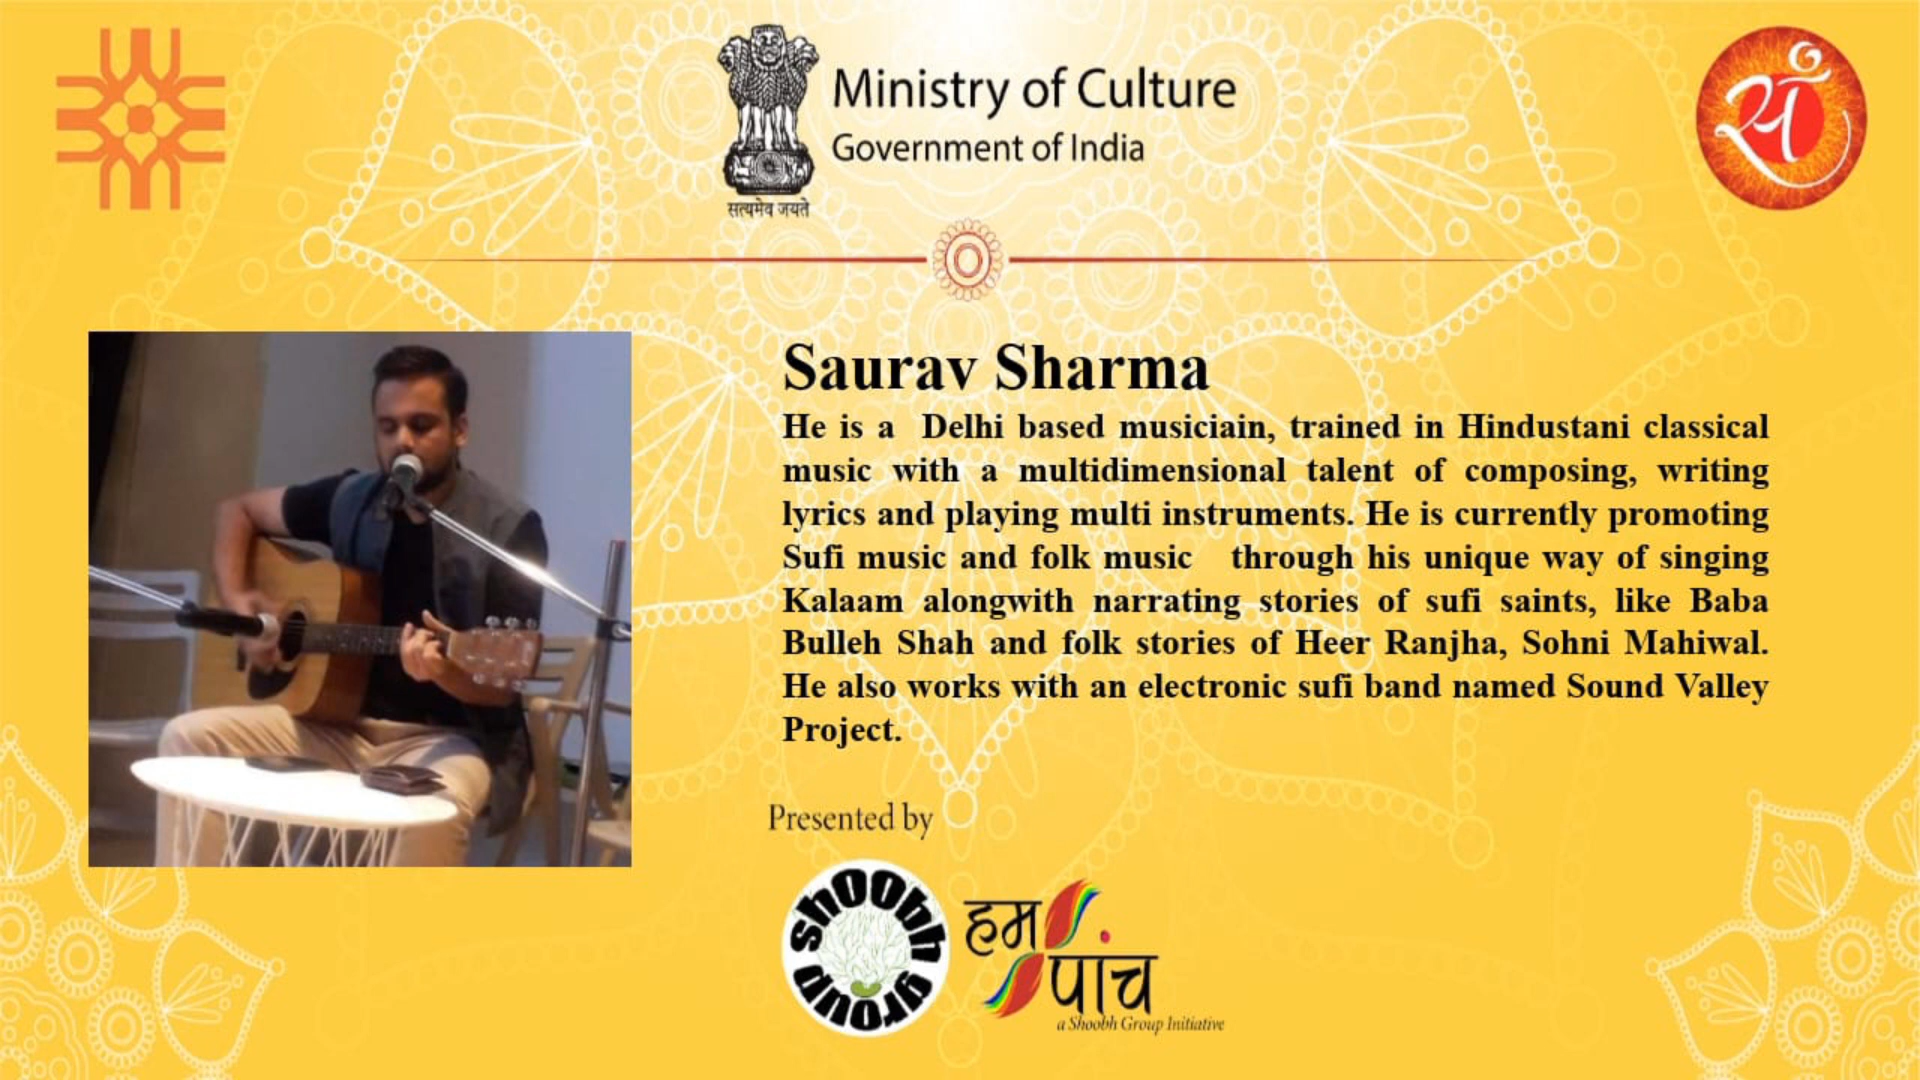 Ministry of Culture
Government of India
सत्यमेव जयते
सं
Saurav Sharma
He is a Delhi based musiciain, trained in Hindustani classical
music with a multidimensional talent of composing, writing
lyrics and playing multi instruments. He is currently promoting
Sufi music and folk music through his unique way of singing
Kalaam alongwith narrating stories of sufi saints, like Baba
Bulleh Shah and folk stories of Heer Ranjha, Sohni Mahiwal.
He also works with an electronic sufi band named Sound Valley
Project.
Presented by
shoobh group
हम
पांच
a Shoobh Group Initiative